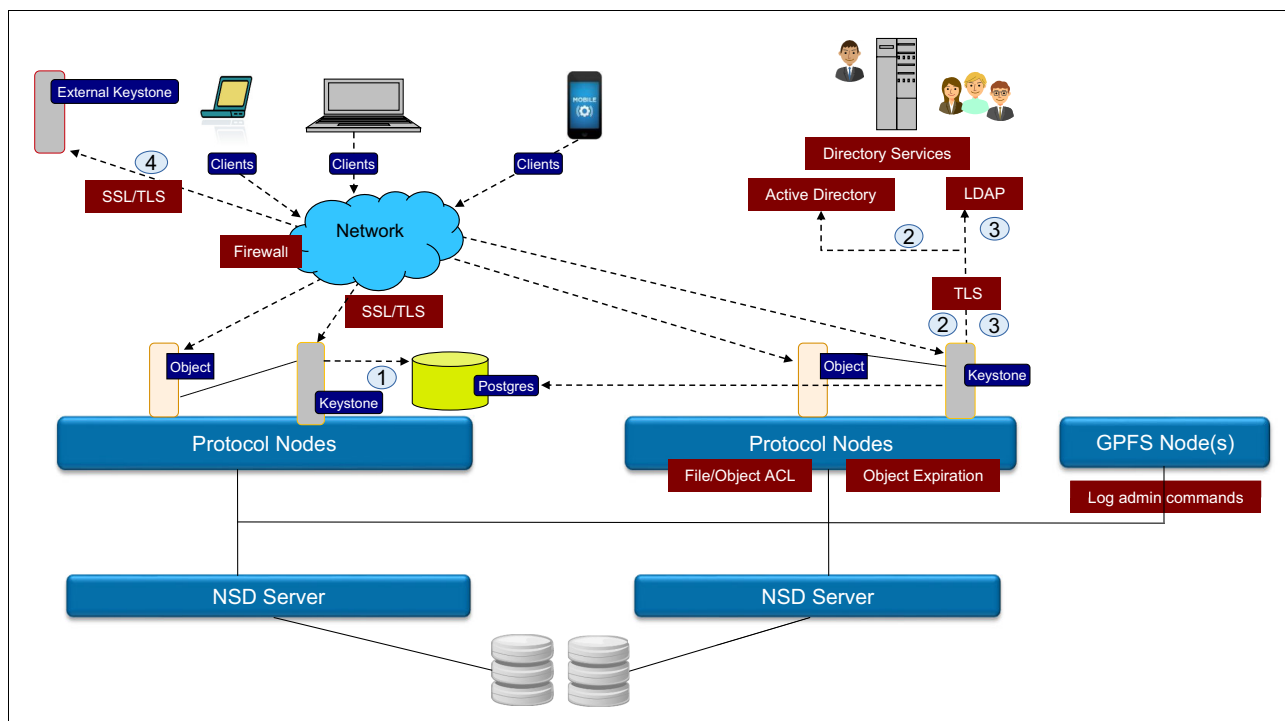 External Keystone
MOBILE
4
Clients
Clients
Clients
Directory Services
SSL/TLS
Active Directory
LDAP
Network
2
3
Firewall
TLS
SSL/TLS
2
3
Object
1
Postgres
Keystone
Object
Keystone
Protocol Nodes
Protocol Nodes
GPFS Node(s)
File/Object ACL
Object Expiration
Log admin commands
NSD Server
NSD Server